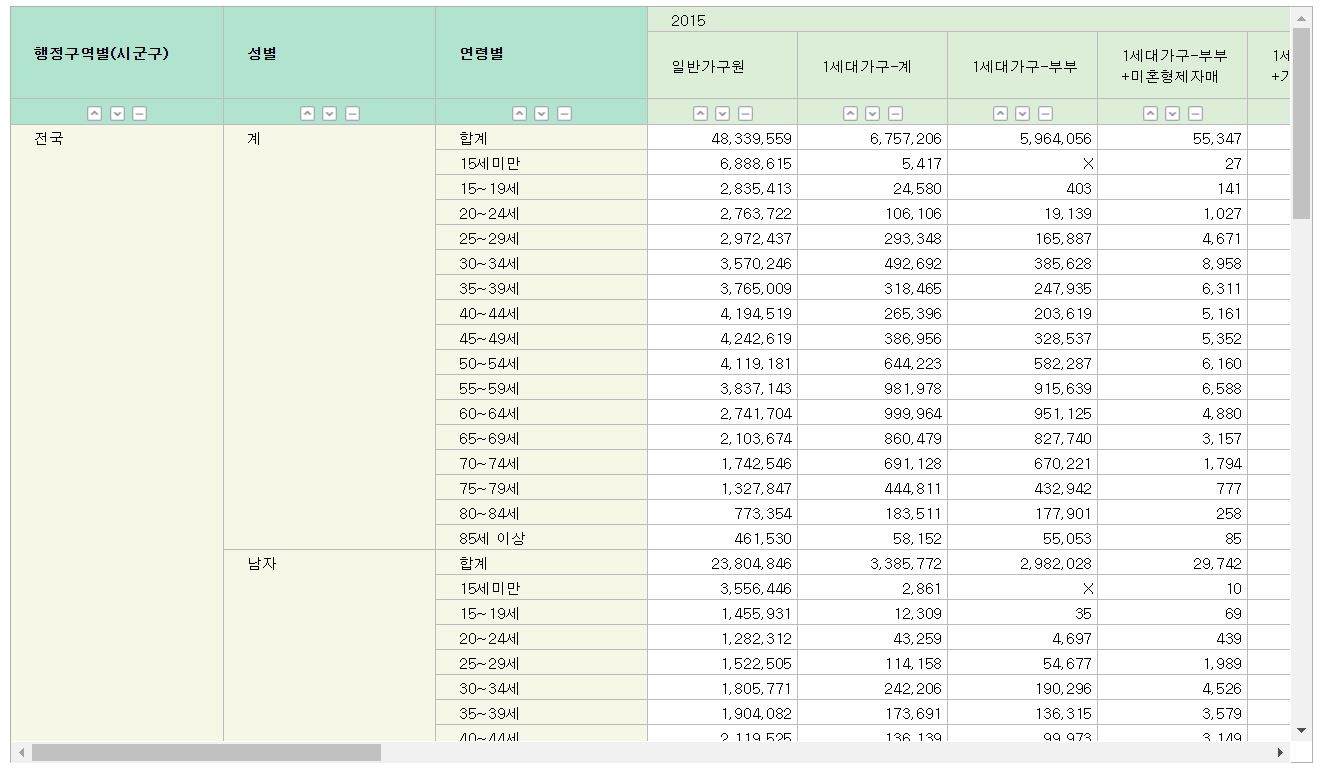 2015
행정구역별(시군구) 성별 연령별
일반가구원 1세대가구-계 1세대가구-부부 1세대가구-부부
+미혼형제자매
전국 계 합계 48,339,559 6,757,206 5,964,056 55,347
15세미만 6,888,615 5,417 X 27
15~19세 2,835,413 24,580 403 141
20~24세 2,763,722 106,106 19,139 1,027
25~29세 2,972,437 293,348 165,887 4,671
30~34세 3,570,246 492,692 385,628 8,958
35~39세 3,765,009 318,465 247,935 6,311
40~44세 4,194,519 265,396 203,619 5,161
45~49세 4,242,619 386,956 328,537 5,352
50~54세 4,119,181 644,223 582,287 6,160
55~59세 3,837,143 981,978 915,639 6,588
60~64세 2,741,704 999,964 951,125 4,880
65~69세 2,103,674 860,479 827,740 3,157
70~74세 1,742,546 691,128 670,221 1,794
75~79세 1,327,847 444,811 432,942 777
80~84세 773,354 183,511 177,901 258
85세 이상 461,530 58,152 55,053 85
남자 합계 23,804,846 3,385,772 2,982,028 29,742
15세미만 3,556,446 2,861 X 10
15~19세 1,455,931 12,309 35 69
20~24세 1,282,312 43,259 4,697 439
25~29세 1,522,505 114,158 54,677 1,989
30~34세 1,805,771 242,206 190,296 4,526
35~39세 1,904,082 173,691 136,315 3,579
40~44세 2,119,525 136,139 99,973 3,149